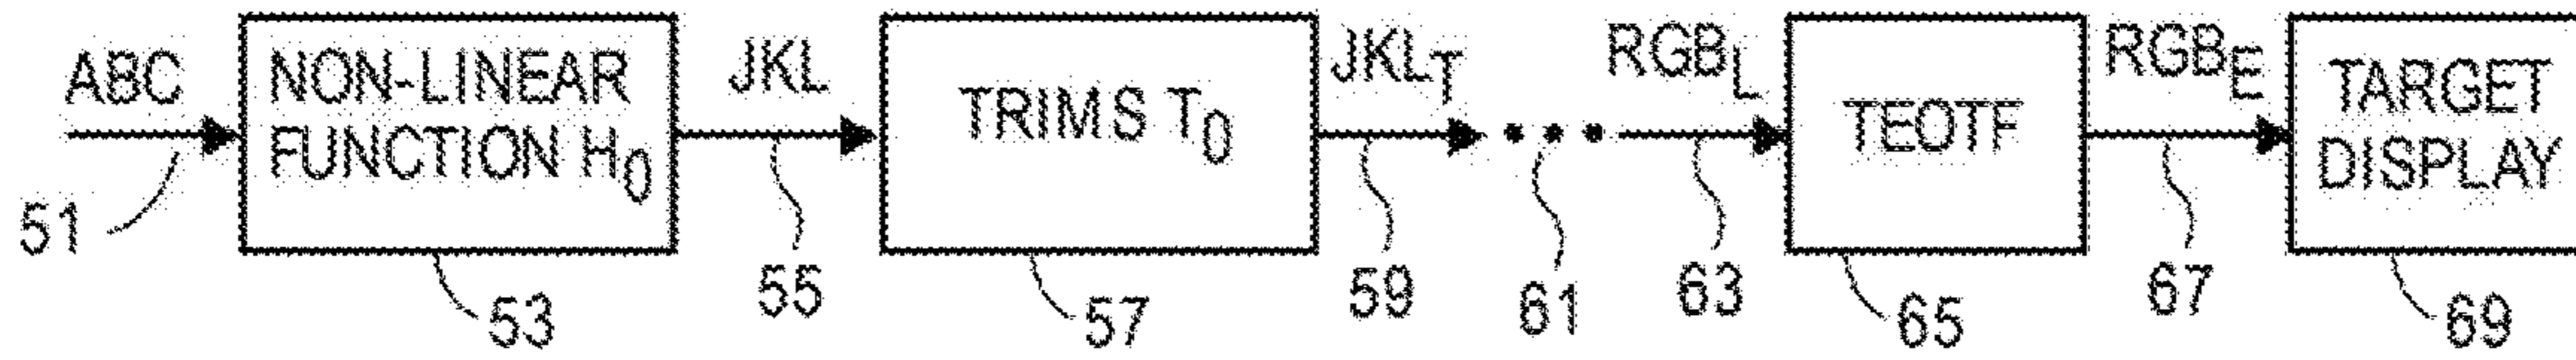 ABC
NON-LINEAR
FUNCTION H0
JKL
TRIMS T0
JKLT
RGBL
TEOTF
RGBE
TARGET
DISPLAY
51
53
55
57
59
61
63
65
67
69